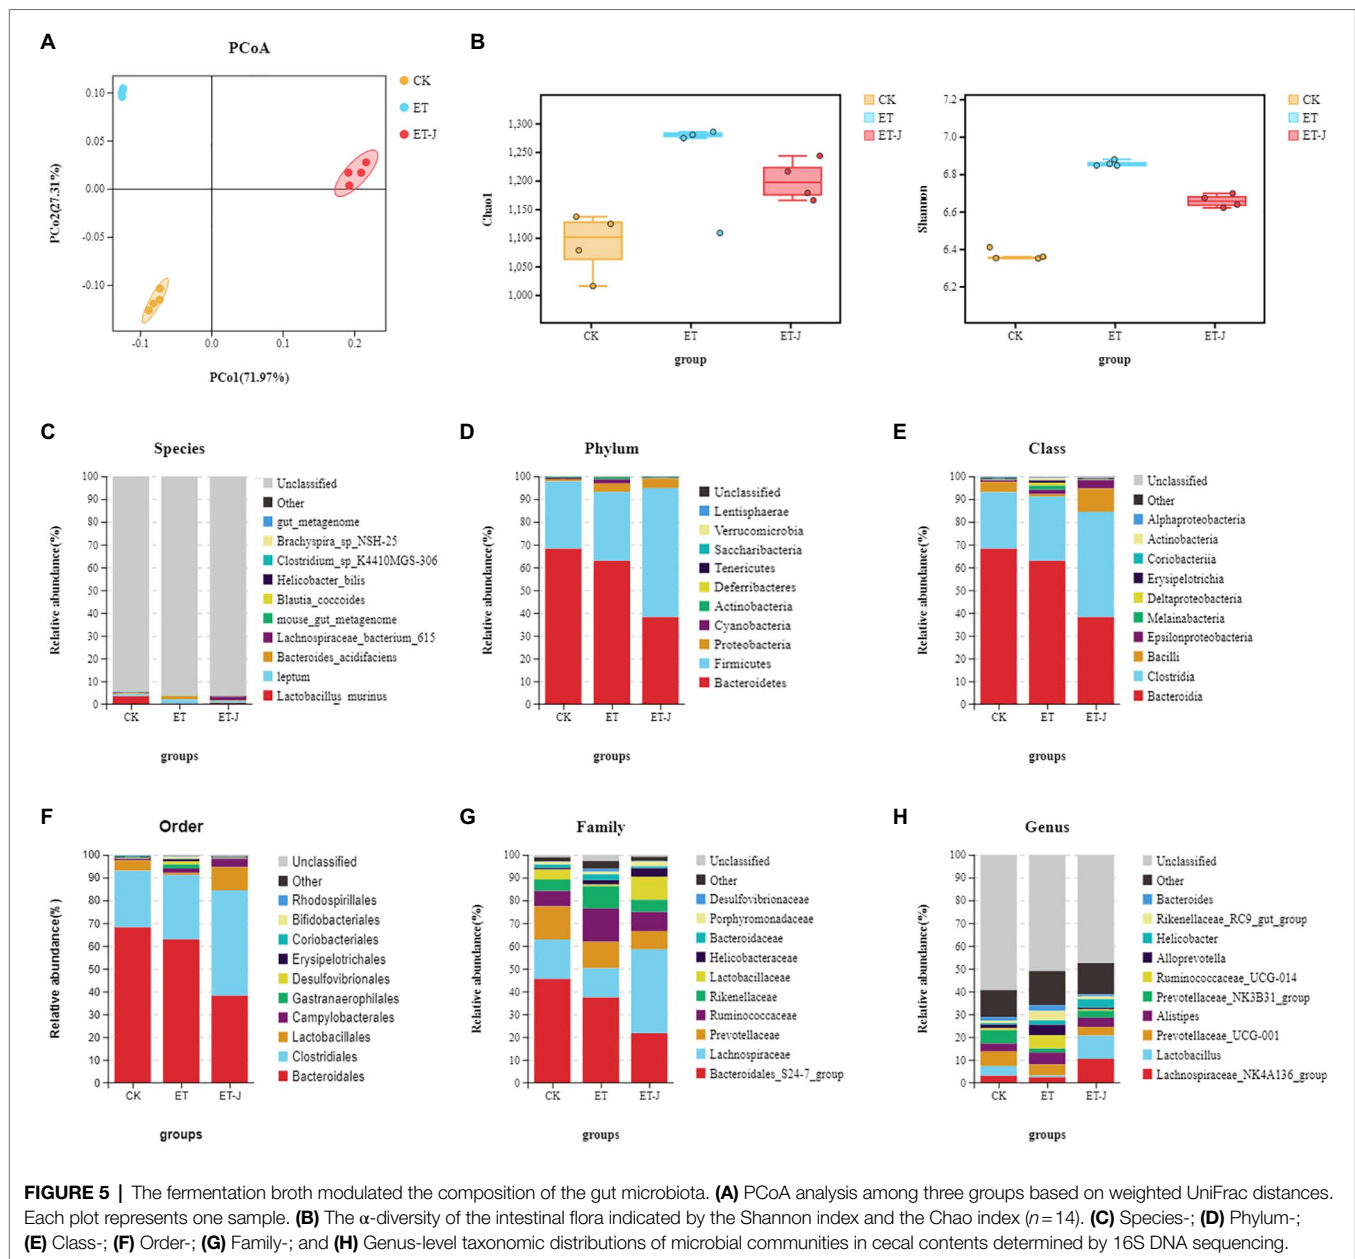 A
PCoA
CK
ET
ET-J
0.10
0.05
0.00
-0.05
-0.10
PCo2(27.31%)
-0.1
0.0
0.1
0.2
PCo1(71.97%)
B
CK
ET
ET-J
1,300
1,250
1,200
1,150
1,100
1,050
1,000
Chao1
CK
ET
ET-J
group
CK
ET
ET-J
7.2
7.0
6.8
6.6
6.4
6.2
Shannon
CK
ET
ET-J
group
C
Species
100
90
80
70
60
50
40
30
20
10
0
Relative abundance(%)
CK
ET
ET-J
groups
Unclassified
Other
gut_metagenome
Brachyspira_sp_NSH-25
Clostridium_sp_K4410MGS-306
Helicobacter_bilis
Blautia_coccoides
mouse_gut_metagenome
Lachnospiraceae_bacterium_615
Bacteroides_acidifaciens
leptum
Lactobacillus_murinus
D
Phylum
100
90
80
70
60
50
40
30
20
10
0
Relative abundance(%)
CK
ET
ET-J
groups
Unclassified
Lentisphaerae
Verrucomicrobia
Saccharibacteria
Tenericutes
Deferribacteres
Actinobacteria
Cyanobacteria
Proteobacteria
Firmicutes
Bacteroidetes
E
Class
100
90
80
70
60
50
40
30
20
10
0
Relative abundance(%)
CK
ET
ET-J
groups
Unclassified
Other
Alphaproteobacteria
Actinobacteria
Coriobacteriia
Erysipelotrichia
Deltaproteobacteria
Melainabacteria
Epsilonproteobacteria
Bacilli
Clostridia
Bacteroidia
F
Order
100
90
80
70
60
50
40
30
20
10
0
Relative abundance(%)
CK
ET
ET-J
groups
Unclassified
Other
Rhodospirillales
Bifidobacteriales
Coriobacteriales
Erysipelotrichales
Desulfovibrionales
Gastranaerophilales
Campylobacterales
Lactobacillales
Clostridiales
Bacteroidales
G
Family
100
90
80
70
60
50
40
30
20
10
0
Relative abundance(%)
CK
ET
ET-J
groups
Unclassified
Other
Desulfovibrionaceae
Porphyromonadaceae
Bacteroidaceae
Helicobacteraceae
Lactobacillaceae
Rikenellaceae
Ruminococcaceae
Prevotellaceae
Lachnospiraceae
Bacteroidales_S24-7_group
H
Genus
100
90
80
70
60
50
40
30
20
10
0
Relative abundance(%)
CK
ET
ET-J
groups
Unclassified
Other
Bacteroides
Rikenellaceae_RC9_gut_group
Helicobacter
Alloprevotella
Ruminococcaceae_UCG-014
Prevotellaceae_NK3B31_group
Alistipes
Prevotellaceae_UCG-001
Lactobacillus
Lachnospiraceae_NK4A136_group
FIGURE 5 | The fermentation broth modulated the composition of the gut microbiota. (A) PCoA analysis among three groups based on weighted UniFrac distances.
Each plot represents one sample. (B) The α-diversity of the intestinal flora indicated by the Shannon index and the Chao index (n=14). (C) Species-; (D) Phylum-;
(E) Class-; (F) Order-; (G) Family-; and (H) Genus-level taxonomic distributions of microbial communities in cecal contents determined by 16S DNA sequencing.